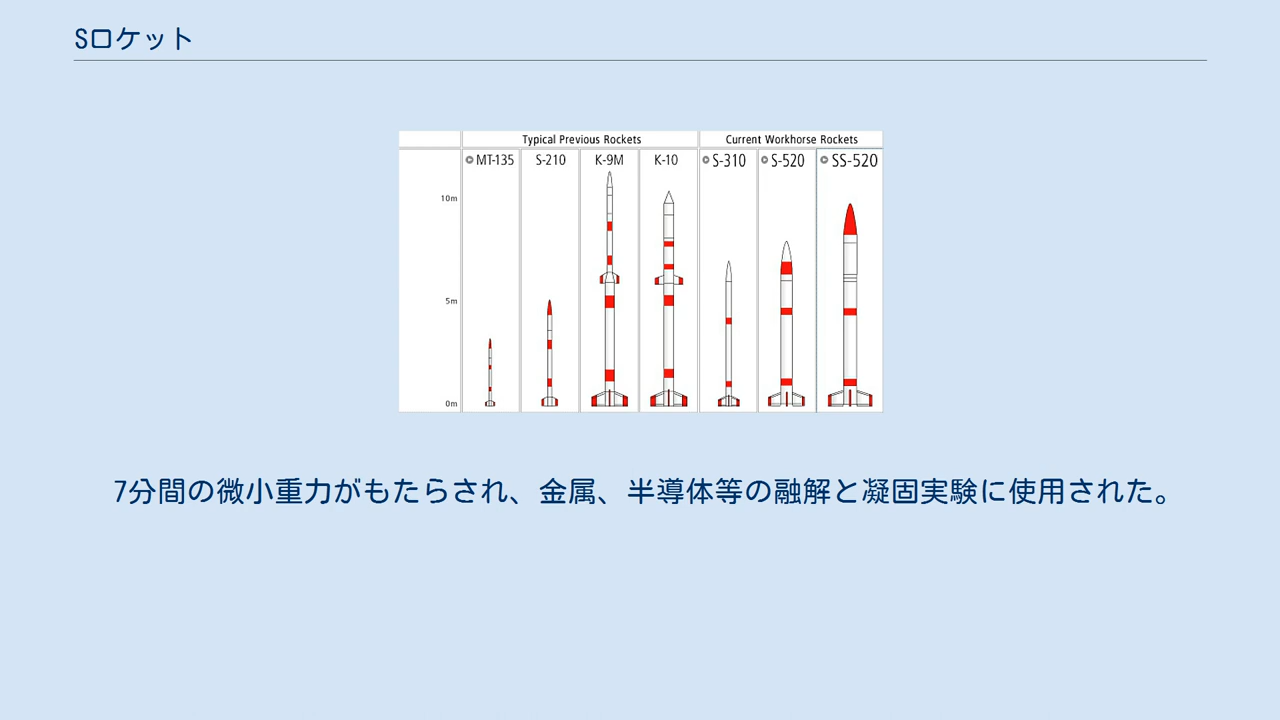 Sロケット
Typical Previous Rockets Current Workhorse Rockets
MT-135 S-210 K-9M K-10 S-310 S-520 SS-520
10m
5m
0m
7分間の微小重力がもたらされ、金属、半導体等の融解と凝固実験に使用された。